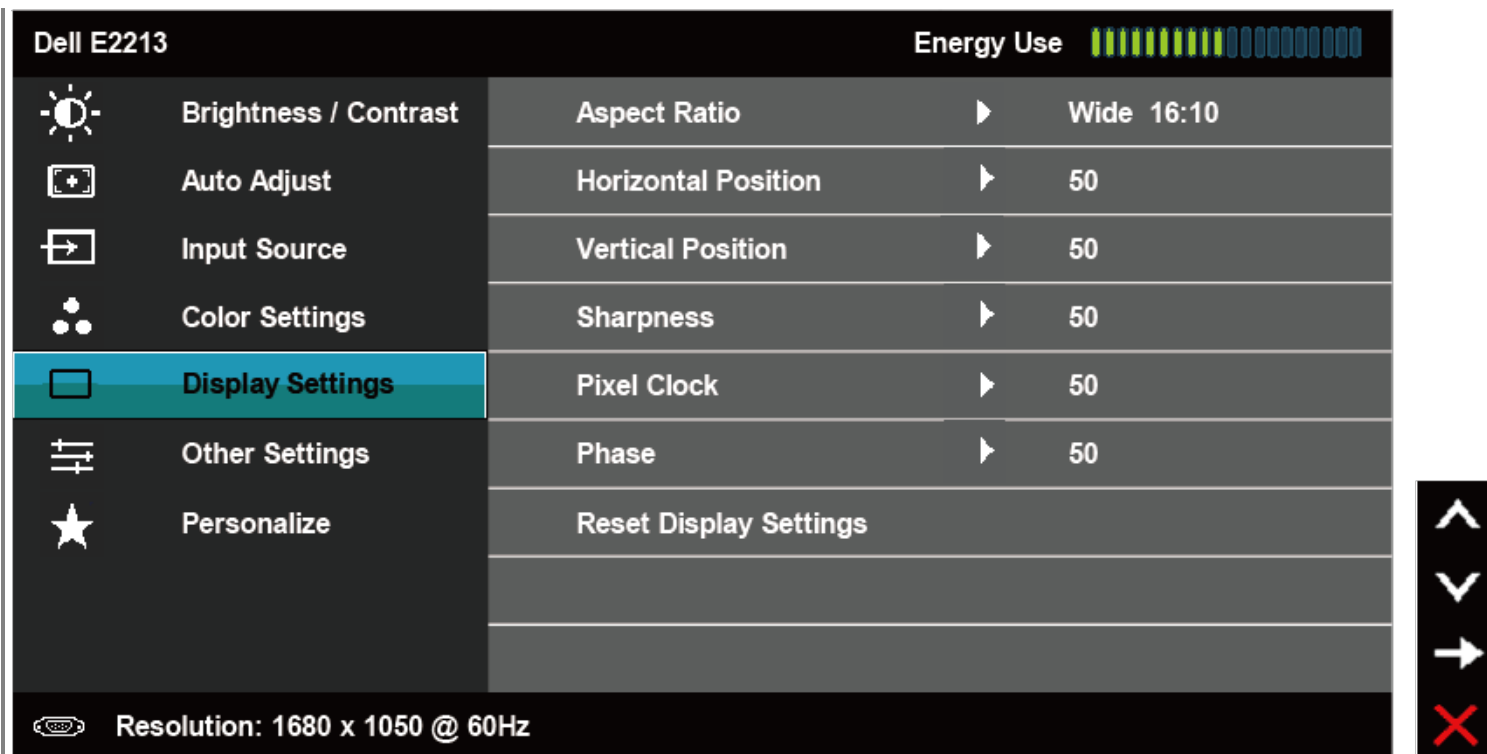 Dell E2213 Energy Use
Brightness / Contrast Aspect Ratio Wide 16:10
Auto Adjust Horizontal Position 50
Input Source Vertical Position 50
Color Settings Sharpness 50
Display Settings Pixel Clock 50
Other Settings Phase 50
Personalize Reset Display Settings
Resolution: 1680 x 1050 @ 60Hz